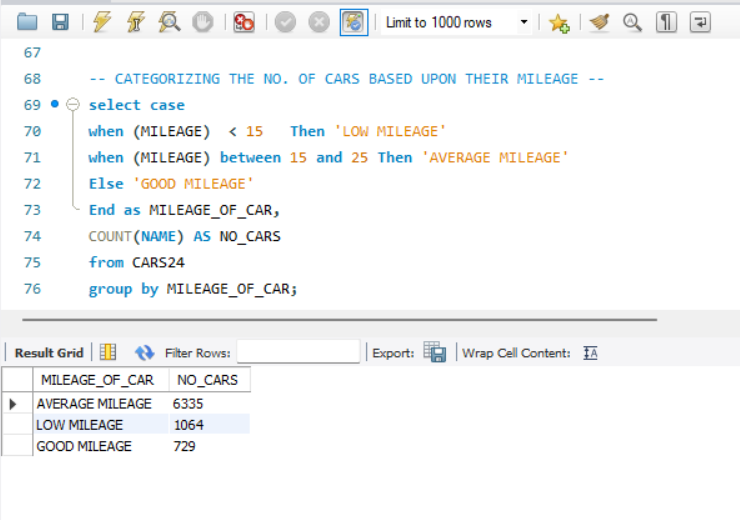 Limit to 1000 rows
67
68 -- CATEGORIZING THE NO. OF CARS BASED UPON THEIR MILEAGE --
69 select case
70 when (MILEAGE) < 15 Then 'LOW MILEAGE'
71 when (MILEAGE) between 15 and 25 Then 'AVERAGE MILEAGE'
72 Else 'GOOD MILEAGE'
73 End as MILEAGE_OF_CAR,
74 COUNT(NAME) AS NO_CARS
75 from CARS24
76 group by MILEAGE_OF_CAR;
Result Grid Filter Rows: Export: Wrap Cell Content: IA
MILEAGE_OF_CAR NO_CARS
AVERAGE MILEAGE 6335
LOW MILEAGE 1064
GOOD MILEAGE 729